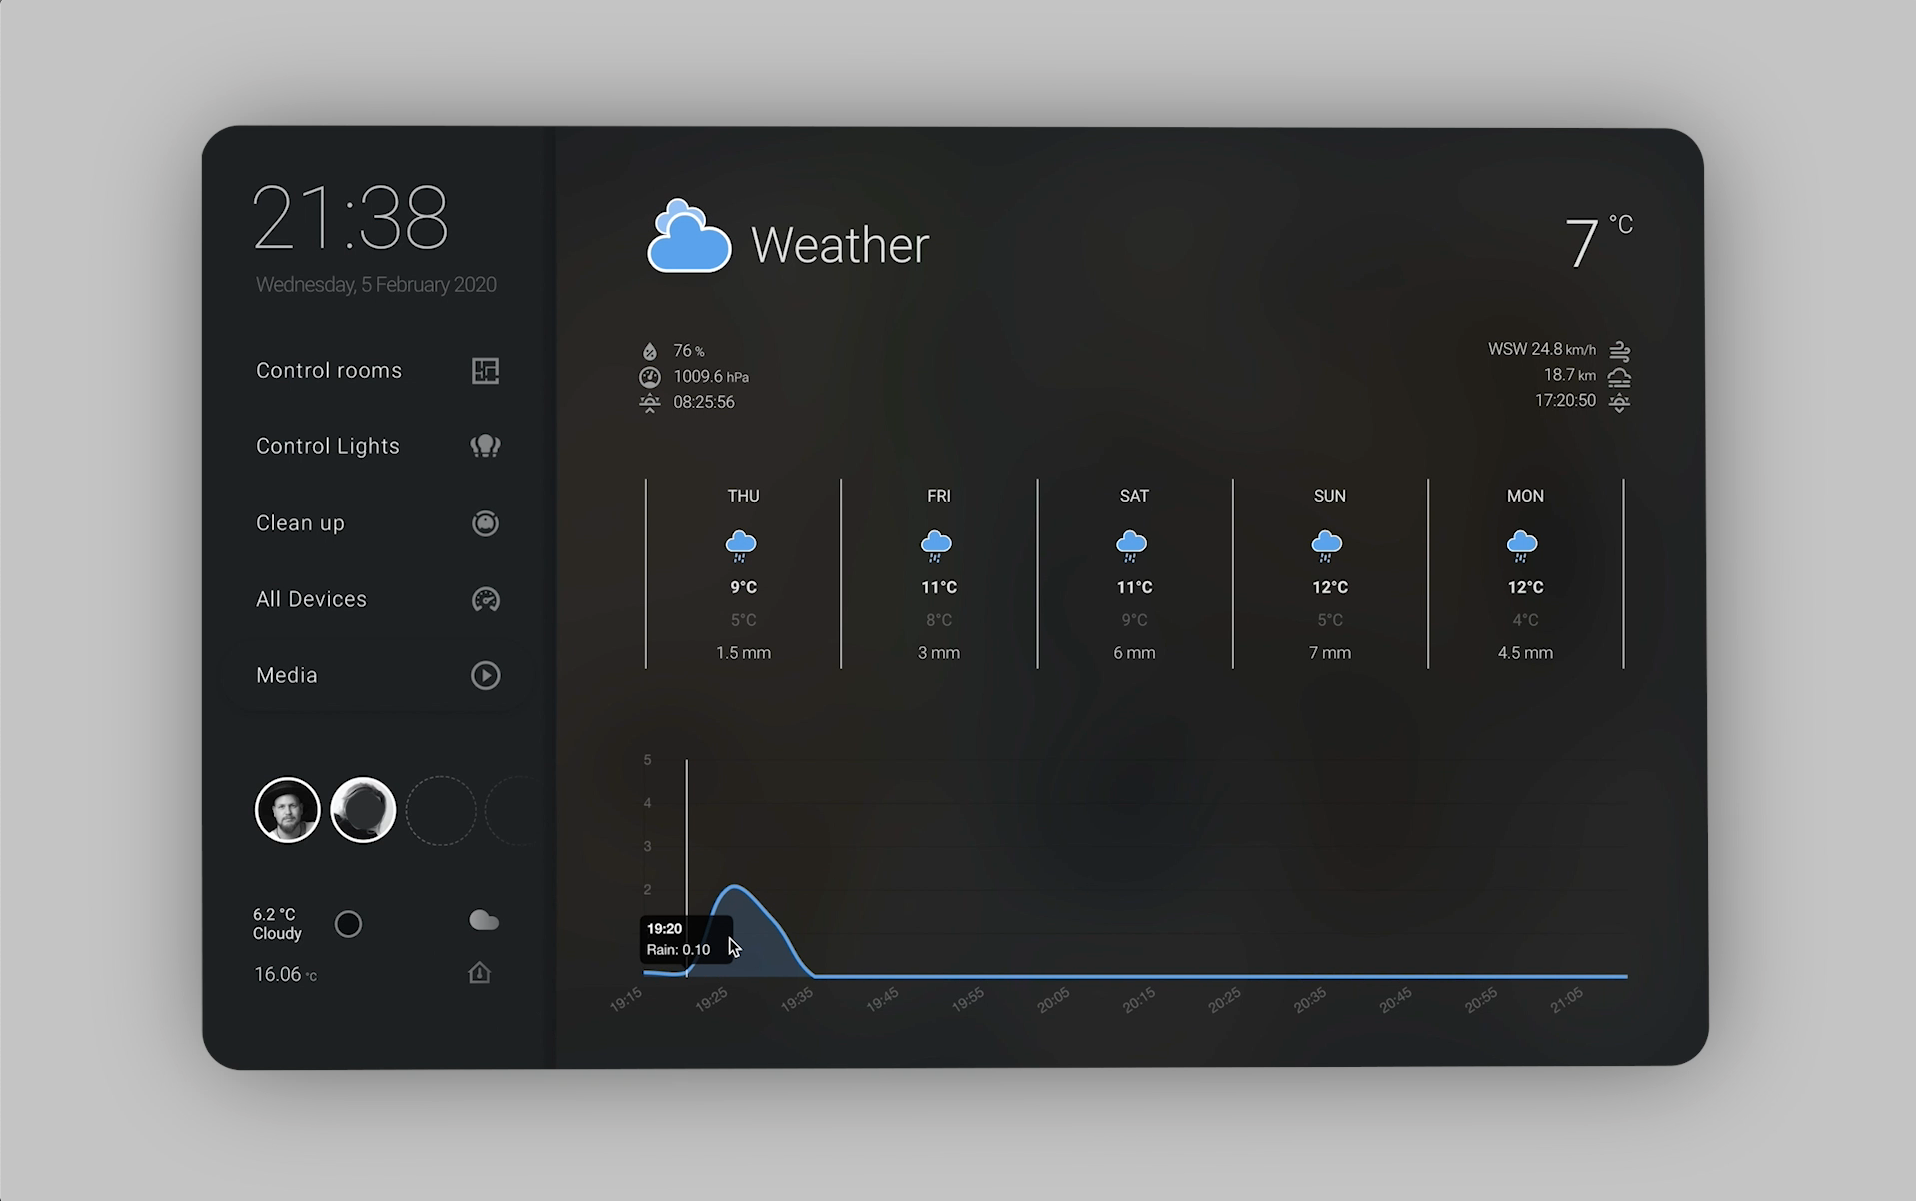 21:38
Wednesday, 5 February 2020
Control rooms
Control Lights
Clean up
All Devices
Media
6.2 °C
Cloudy
16.06 °C
Weather
7 °C
76 %
1009.6 hPa
08:25:56
WSW 24.8 km/h
18.7 km
17:20:50
THU
9°C
5°C
1.5 mm
FRI
11°C
8°C
3 mm
SAT
11°C
9°C
6 mm
SUN
12°C
5°C
7 mm
MON
12°C
4°C
4.5 mm
5
4
3
2
19:20
Rain: 0.10
19:15 19:25 19:35 19:45 19:55 20:05 20:15 20:25 20:35 20:45 20:55 21:05